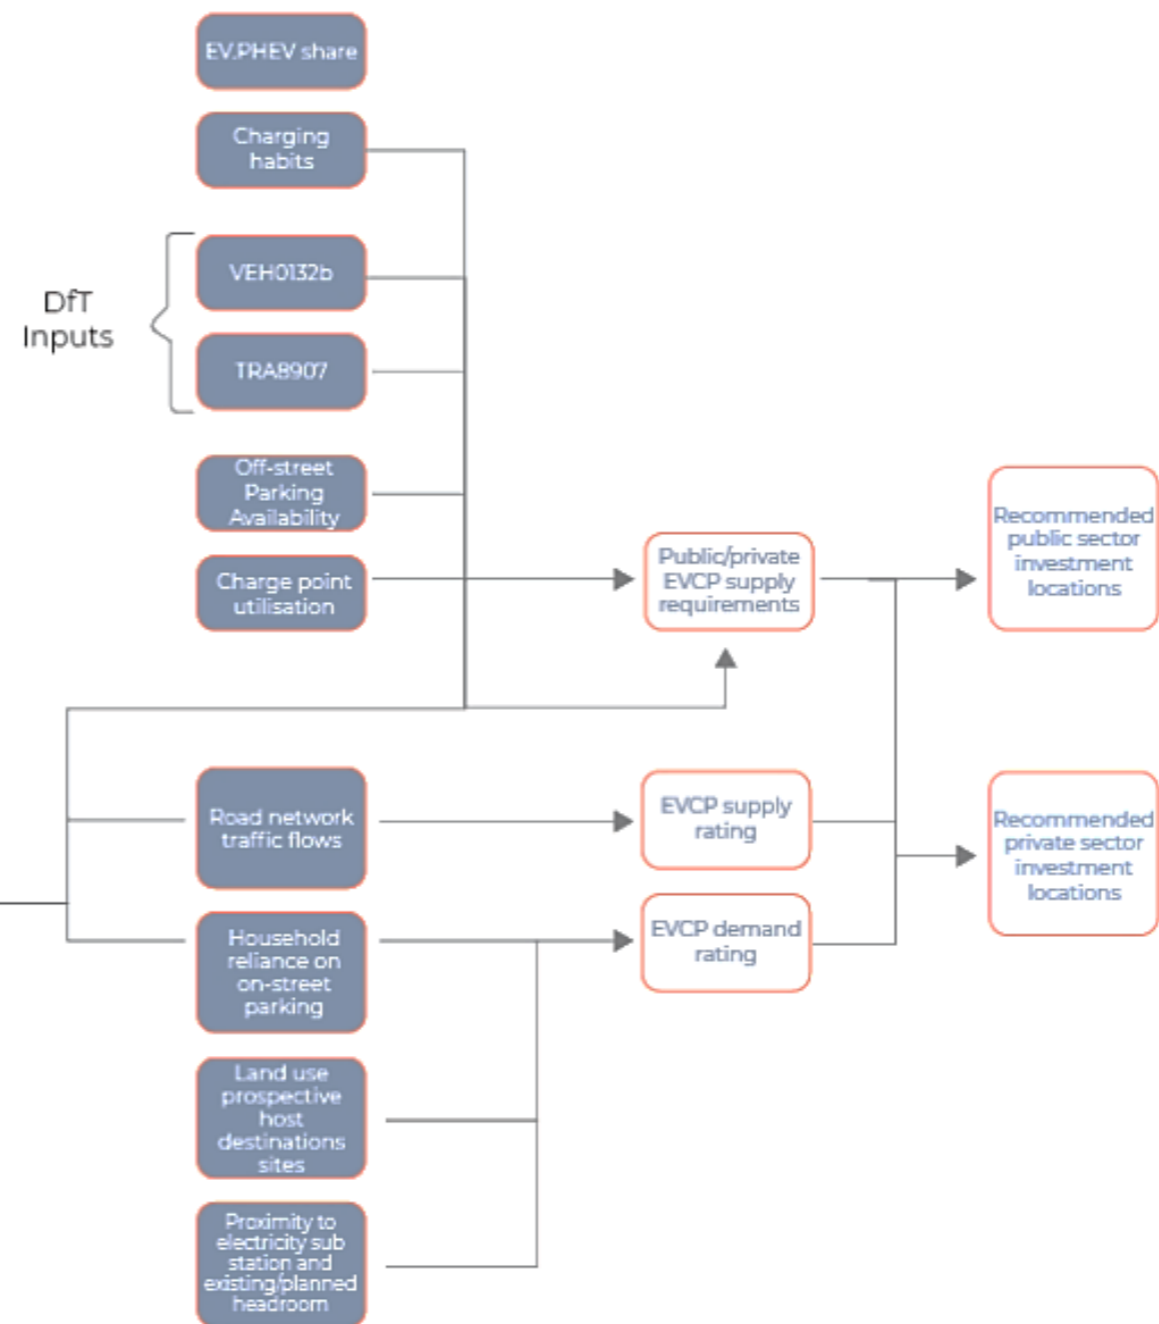 EV.PHEV share
Charging
habits
DfT
Inputs
VEH0132b
TRA8907
Off-street
Parking
Availability
Charge point
utilisation
Public/private
EVCP supply
requirements
Recommended
public sector
investment
locations
Road network
traffic flows
EVCP supply
rating
Recommended
private sector
investment
locations
Household
reliance on
on-street
parking
EVCP demand
rating
Land use
prospective
host
destinations
sites
Proximity to
electricity sub
station and
existing/planned
headroom